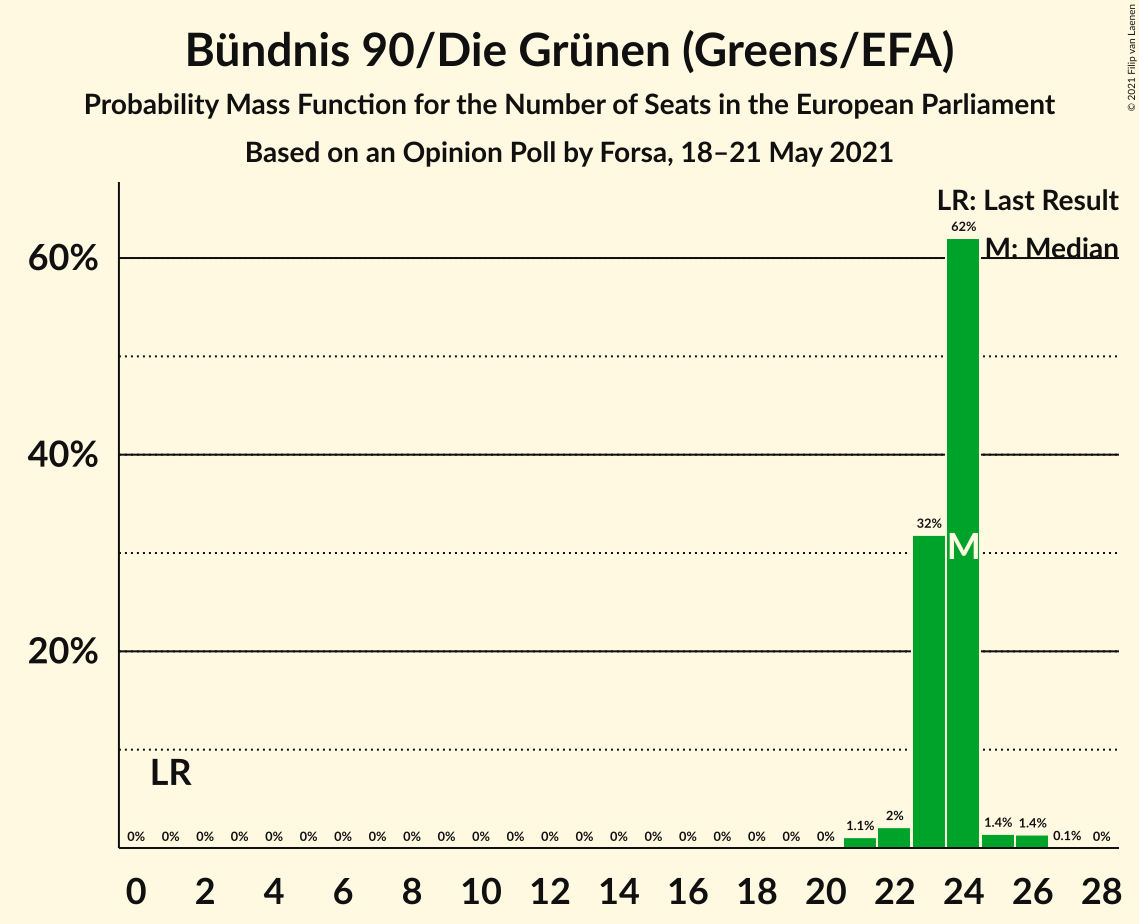 Bündnis 90/Die Grünen (Greens/EFA)
Probability Mass Function for the Number of Seats in the European Parliament
Based on an Opinion Poll by Forsa, 18–21 May 2021
© 2021 Filip van Laenen
LR: Last Result
M: Median
60%
40%
20%
62%
32%
M
LR
0% 0% 0% 0% 0% 0% 0% 0% 0% 0% 0% 0% 0% 0% 0% 0% 0% 0% 0% 0% 0% 1.1% 2% 1.4% 1.4% 0.1% 0%
0 2 4 6 8 10 12 14 16 18 20 22 24 26 28